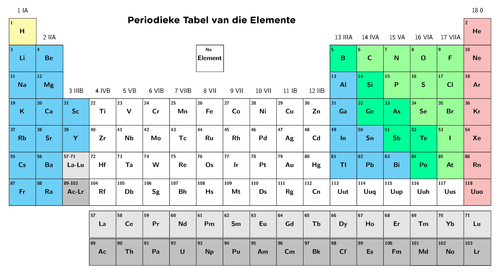 1 IA 18 0
Periodieke Tabel van die Elemente
1 2
H 2 IIA 13 IIIA 14 IVA 15 VA 16 VIA 17 VIIA He
No
Element
3 4 5 6 7 8 9 10
Li Be B C N O F Ne
11 12 13 14 15 16 17 18
Na Mg Al Si P S Cl Ar
3 IIIB 4 IVB 5 VB 6 VIB 7 VIIB 8 VII 9 VII 10 VII 11 IB 12 IIB
19 20 21 22 23 24 25 26 27 28 29 30 31 32 33 34 35 36
K Ca Sc Ti V Cr Mn Fe Co Ni Cu Zn Ga Ge As Se Br Kr
37 38 39 40 41 42 43 44 45 46 47 48 49 50 51 52 53 54
Rb Sr Y Zr Nb Mo Tc Ru Rh Pd Ag Cd In Sn Sb Te I Xe
55 56 57-71 72 73 74 75 76 77 78 79 80 81 82 83 84 85 86
Cs Ba La-Lu Hf Ta W Re Os Ir Pt Au Hg Tl Pb Bi Po At Rn
87 88 89-103 104 105 106 107 108 109 110 111 112 113 114 115 116 117 118
Fr Ra Ac-Lr Rf Db Sg Bh Hs Mt Ds Rg Cn Uut Uuq Uup Uuh Uus Uuo
57 58 59 60 61 62 63 64 65 66 67 68 69 70 71
La Ce Pr Nd Pm Sm Eu Gd Tb Dy Ho Er Tm Yb Lu
89 90 91 92 93 94 95 96 97 98 99 100 101 102 103
Ac Th Pa U Np Pu Am Cm Bk Cf Es Fm Md No Lr